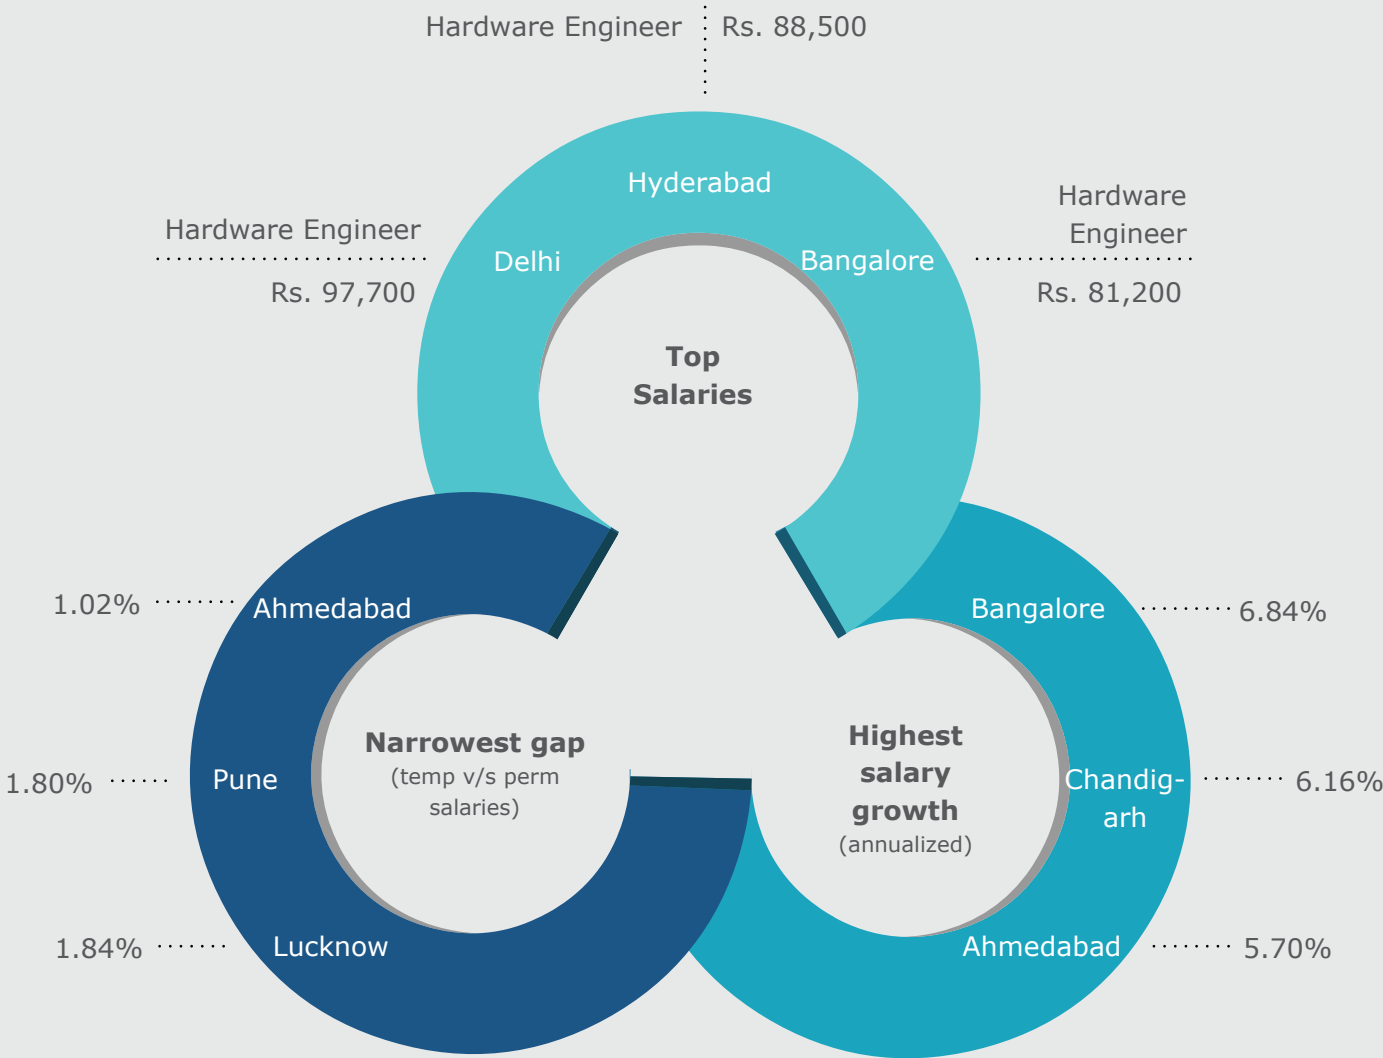 Hardware Engineer
Rs. 88,500
Hyderabad
Hardware Engineer
Rs. 97,700
Delhi
Bangalore
Hardware
Engineer
Rs. 81,200
Top
Salaries
1.02%
Ahmedabad
1.80%
Pune
1.84%
Lucknow
Narrowest gap
(temp v/s perm
salaries)
Highest
salary
growth
(annualized)
Bangalore
6.84%
Chandig-
arh
6.16%
Ahmedabad
5.70%